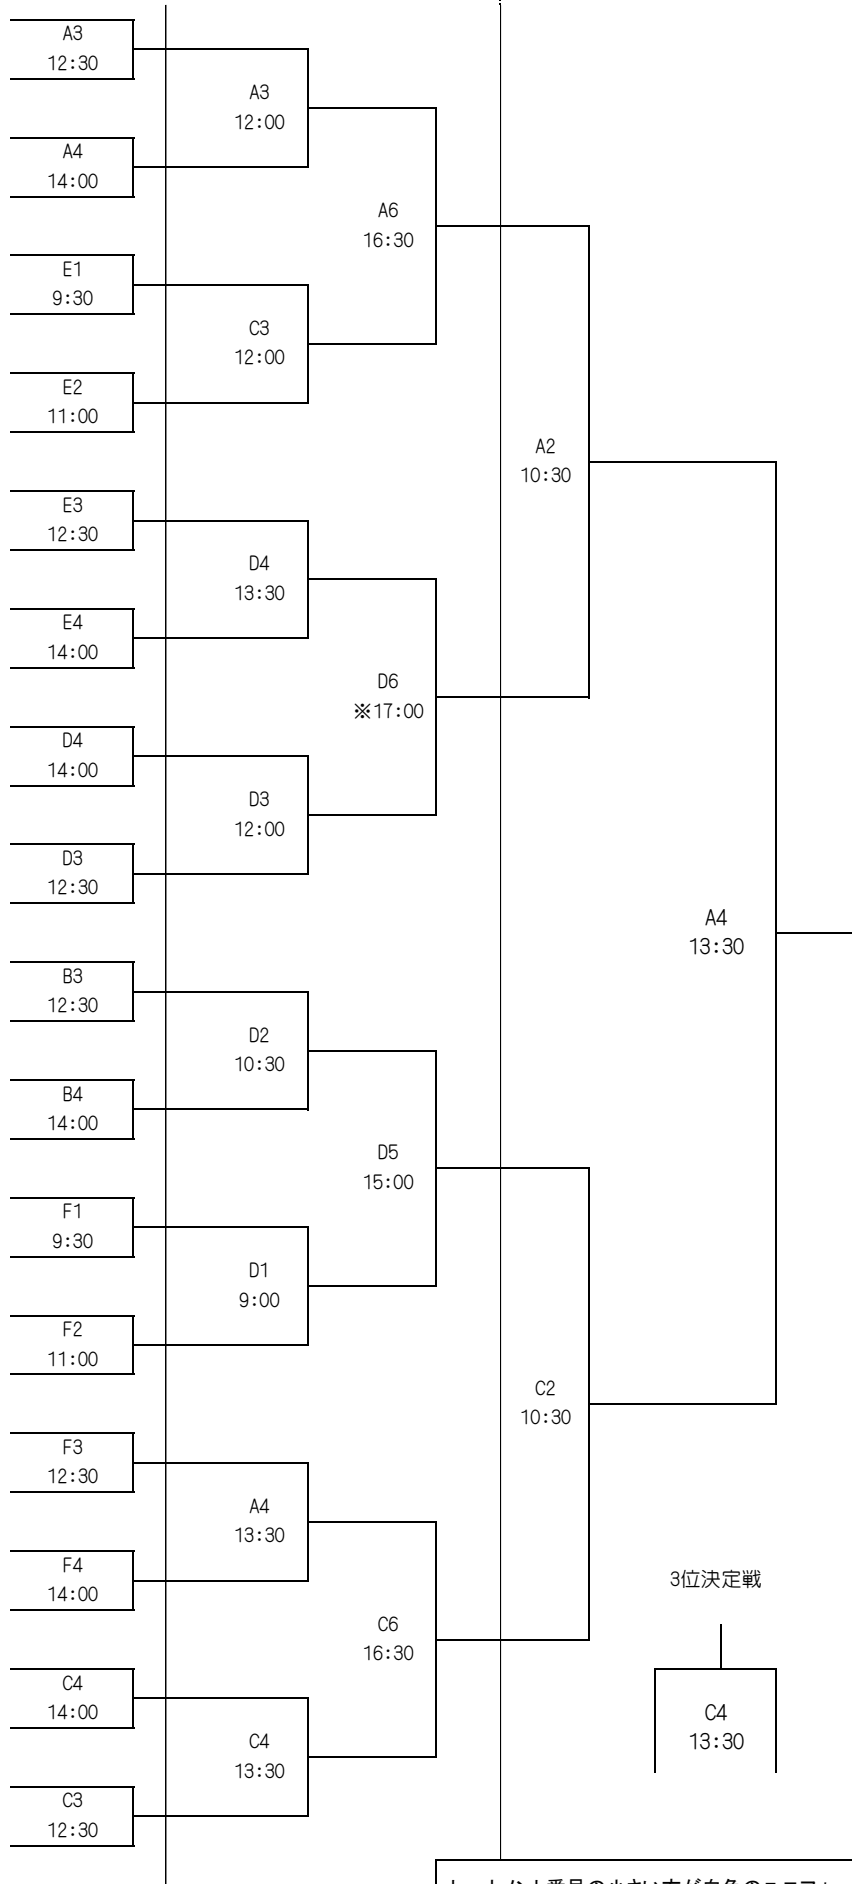 A3
12:30
A4
14:00
E1
9:30
E2
11:00
E3
12:30
E4
14:00
D4
14:00
D3
12:30
B3
12:30
B4
14:00
F1
9:30
F2
11:00
F3
12:30
F4
14:00
C4
14:00
C3
12:30
A3
12:00
C3
12:00
D4
13:30
D3
12:00
D2
10:30
D1
9:00
A4
13:30
C4
13:30
A6
16:30
D6
※17:00
D5
15:00
C6
16:30
A2
10:30
C2
10:30
A4
13:30
3位決定戦
C4
13:30